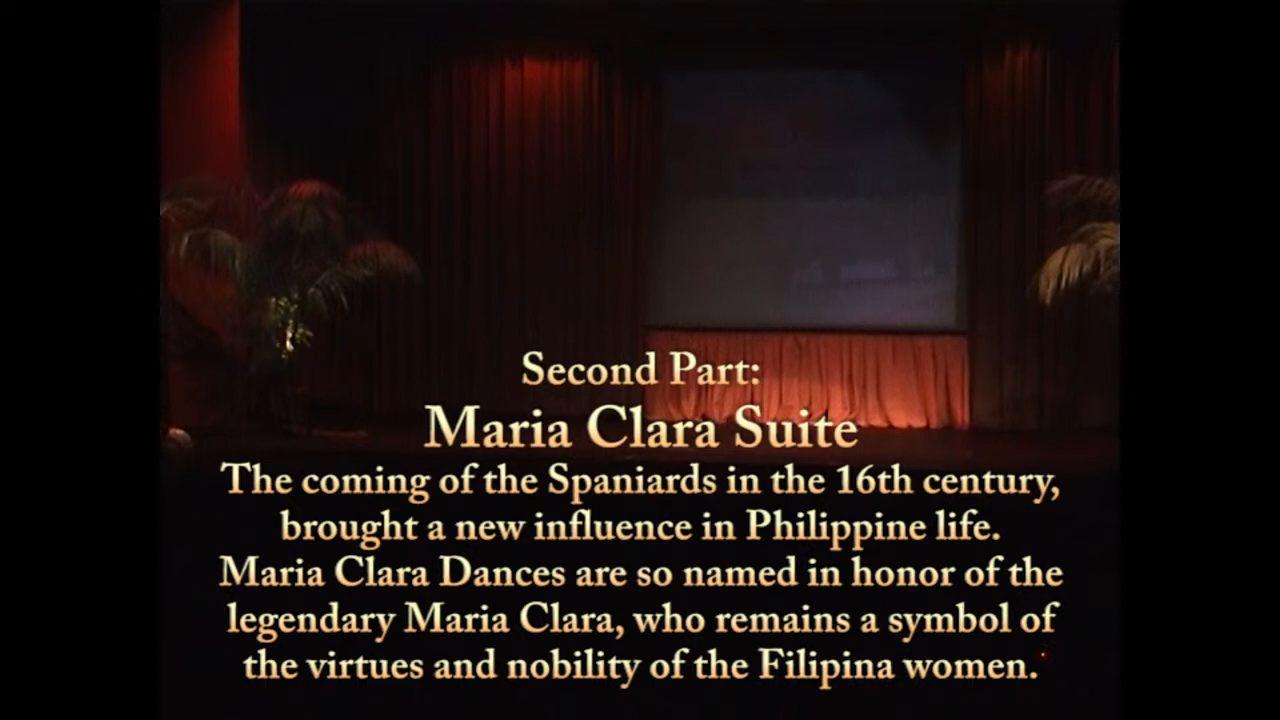 Second Part:
Maria Clara Suite
The coming of the Spaniards in the 16th century,
brought a new influence in Philippine life.
Maria Clara Dances are so named in honor of the
legendary Maria Clara, who remains a symbol of
the virtues and nobility of the Filipina women.